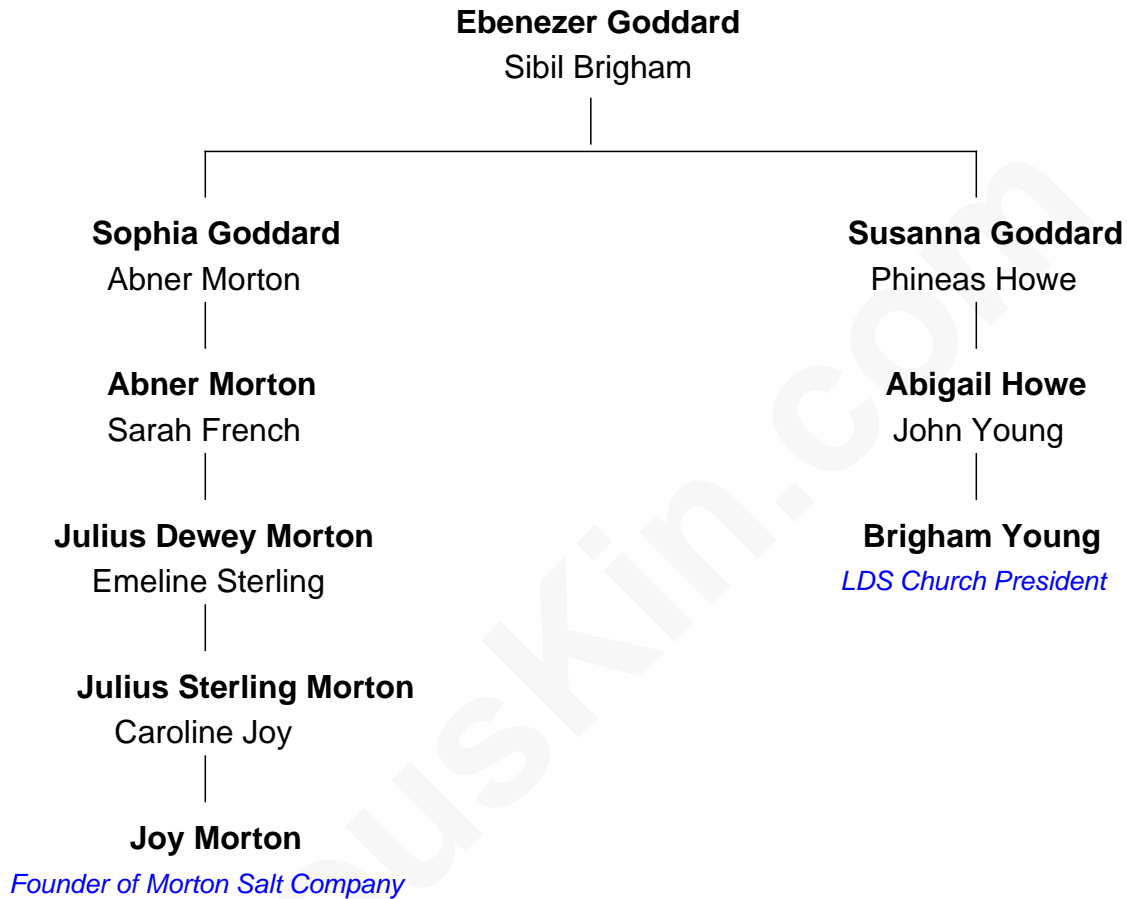 Ebenezer Goddard
Sibil Brigham
Sophia Goddard
Abner Morton
Susanna Goddard
Phineas Howe
Abner Morton
Sarah French
Abigail Howe
John Young
Julius Dewey Morton
Emeline Sterling
Brigham Young
LDS Church President
Julius Sterling Morton
Caroline Joy
Joy Morton
Founder of Morton Salt Company
usKin.com